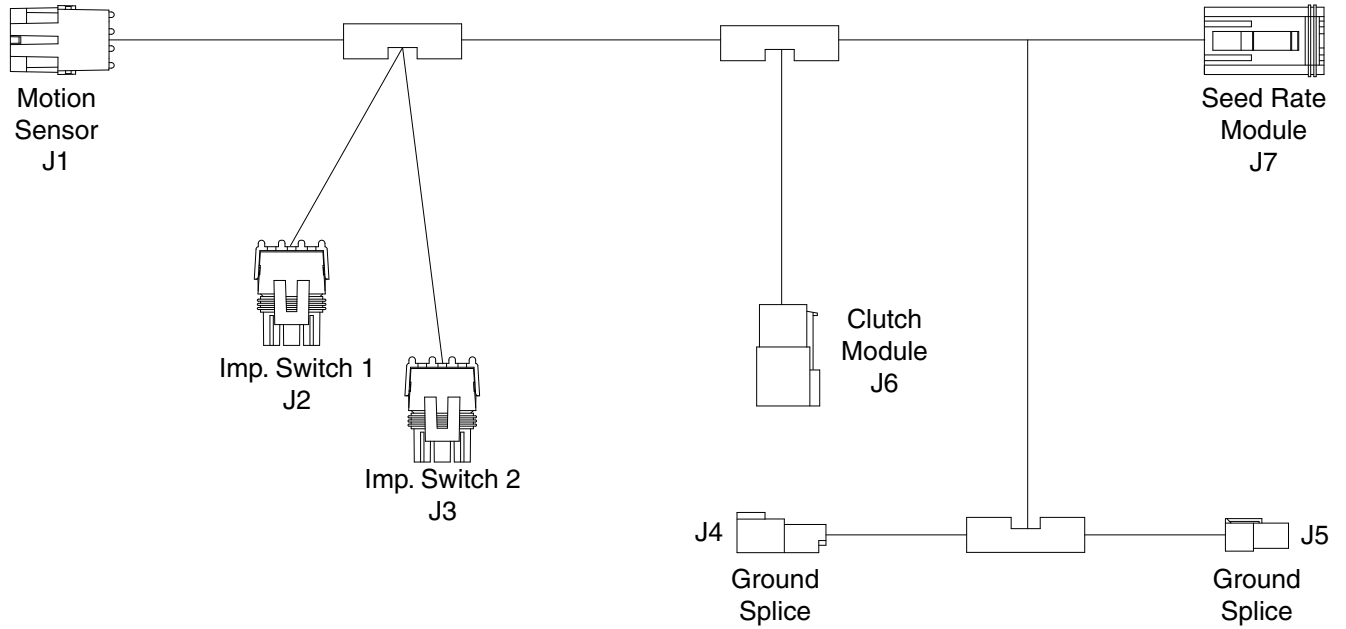 Motion
Sensor
J1
Seed Rate
Module
J7
Imp. Switch 1
J2
Clutch
Module
J6
Imp. Switch 2
J3
J4
Ground
Splice
J5
Ground
Splice